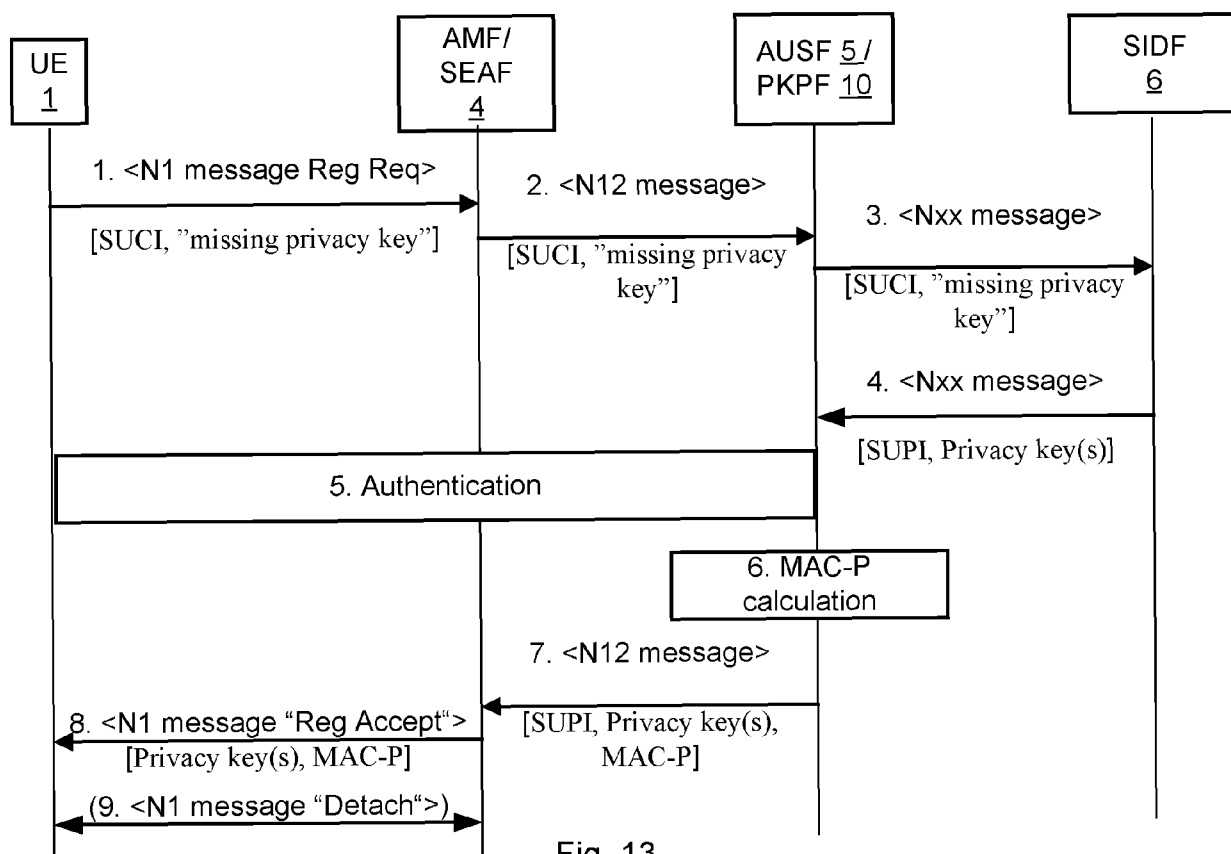 UE
1
AMF/
SEAF
4
AUSF 5 /
PKPF 10
SIDF
6
1. <N1 message Reg Req>
[SUCI, ”missing privacy key”]
2. <N12 message>
[SUCI, ”missing privacy
key”]
3. <Nxx message>
[SUCI, ”missing privacy
key”]
4. <Nxx message>
[SUPI, Privacy key(s)]
5. Authentication
6. MAC-P
calculation
7. <N12 message>
[SUPI, Privacy key(s),
MAC-P]
8. <N1 message “Reg Accept“>
[Privacy key(s), MAC-P]
(9. <N1 message “Detach“>)
Fig. 13